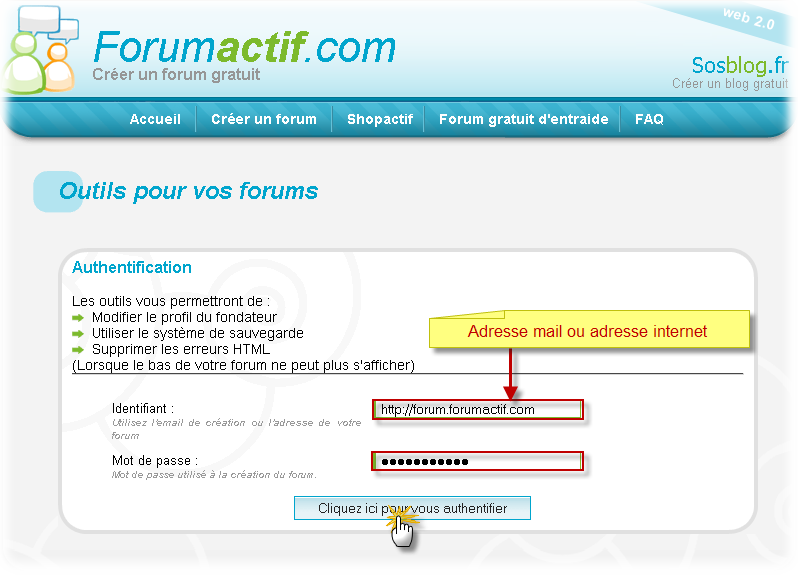 web 2.0
Forumactif.com
Créer un forum gratuit
Sosblog.fr
Créer un blog gratuit
Accueil
Créer un forum
Shopactif
Forum gratuit d'entraide
FAQ
Outils pour vos forums
Authentification
Les outils vous permettront de :
Modifier le profil du fondateur
Utiliser le système de sauvegarde
Supprimer les erreurs HTML
(Lorsque le bas de votre forum ne peut plus s'afficher)
Adresse mail ou adresse internet
Identifiant :
http://forum.forumactif.com
Utilisez l'email de création ou l'adresse de votre
forum
Mot de passe :
●●●●●●●●●●●
Mot de passe utilisé à la création du forum.
Cliquez ici pour vous authentifier